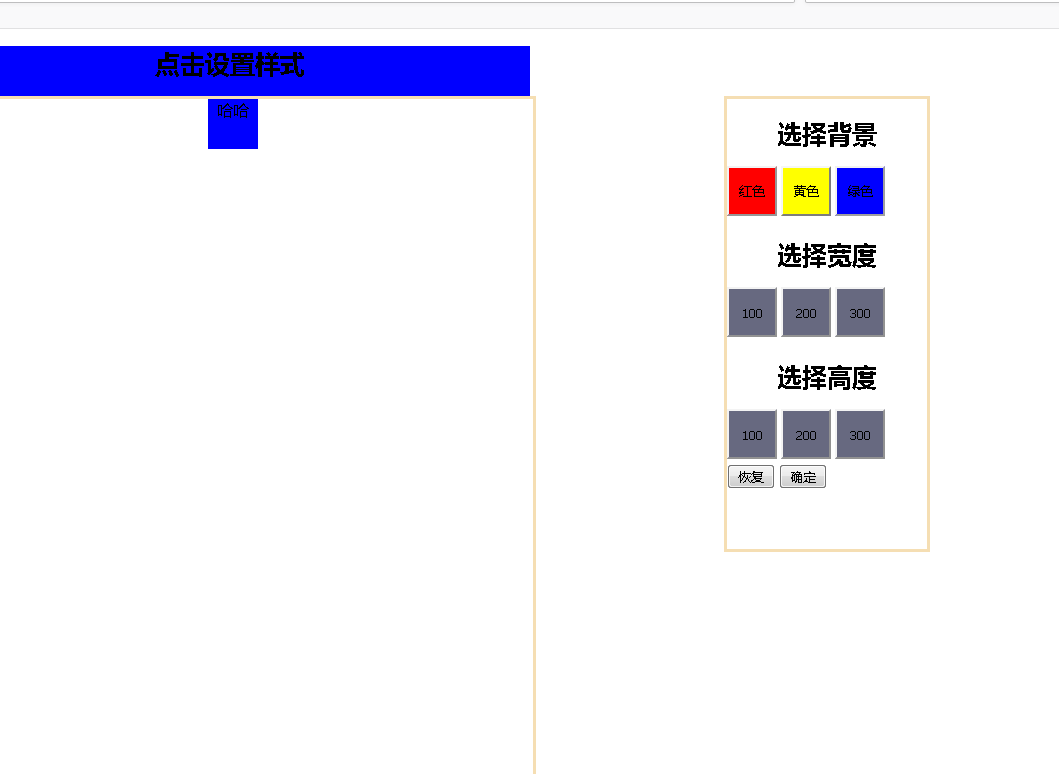 点击设置样式
哈哈
选择背景
红色 黄色 绿色
选择宽度
100 200 300
选择高度
100 200 300
恢复 确定